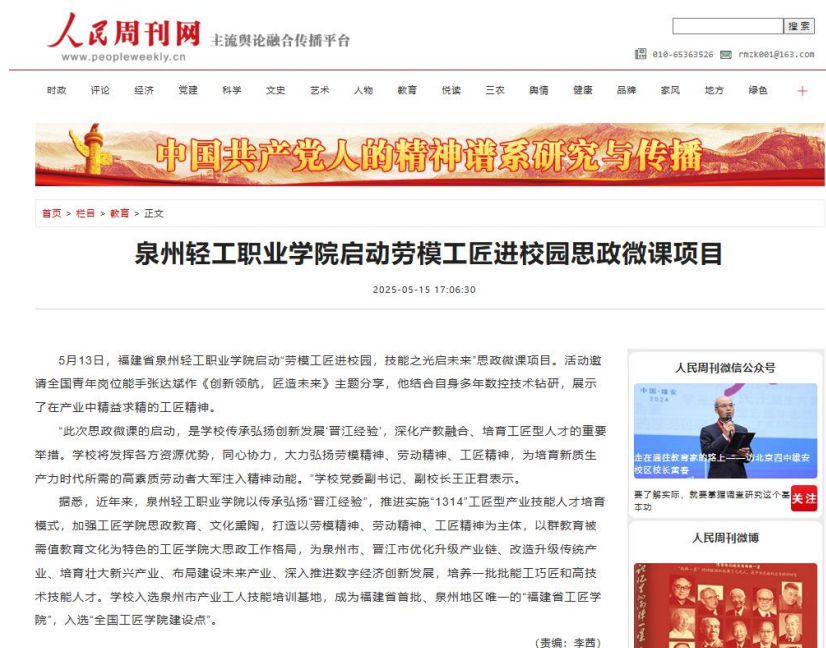 人民周刊网 主流舆论融合传播平台
www.peopleweekly.cn
搜索
010-65363526 rmzk001@163.com
时政 评论 经济 党建 科学 文史 艺术 人物 教育 悦读 三农 舆情 健康 品牌 家风 地方 绿色 +
中国共产党人的精神谱系研究与传播
首页 > 栏目 > 教育 > 正文
泉州轻工职业学院启动劳模工匠进校园思政微课项目
2025-05-15 17:06:30
5月13日，福建省泉州轻工职业学院启动“劳模工匠进校园，技能之光启未来”思政微课项目。活动邀
请全国青年岗位能手张达斌作《创新领航，匠造未来》主题分享，他结合自身多年数控技术钻研，展示
了在产业中精益求精的工匠精神。
“此次思政微课的启动，是学校传承弘扬创新发展‘晋江经验’，深化产教融合、培育工匠型人才的重要
举措。学校将发挥各方资源优势，同心协力，大力弘扬劳模精神、劳动精神、工匠精神，为培育新质生
产力时代所需的高素质劳动者大军注入精神动能。”学校党委副书记、副校长王正君表示。
据悉，近年来，泉州轻工职业学院以传承弘扬“晋江经验”，推进实施“1314”工匠型产业技能人才培育
模式，加强工匠学院思政教育、文化熏陶，打造以劳模精神、劳动精神、工匠精神为主体，以群教育被
需值教育文化为特色的工匠学院大思政工作格局，为泉州市、晋江市优化升级产业链、改造升级传统产
业、培育壮大新兴产业、布局建设未来产业、深入推进数字经济创新发展，培养一批批能工巧匠和高技
术技能人才。学校入选泉州市产业工人技能培训基地，成为福建省首批、泉州地区唯一的“福建省工匠学
院”，入选“全国工匠学院建设点”。
（责编：李茜）
人民周刊微信公众号
中国·雄安
2024
走在通往教育家的路上——访北京四中雄安
校区校长黄春
要了解实际，就要掌握调查研究这个基
本功
关注
人民周刊微博